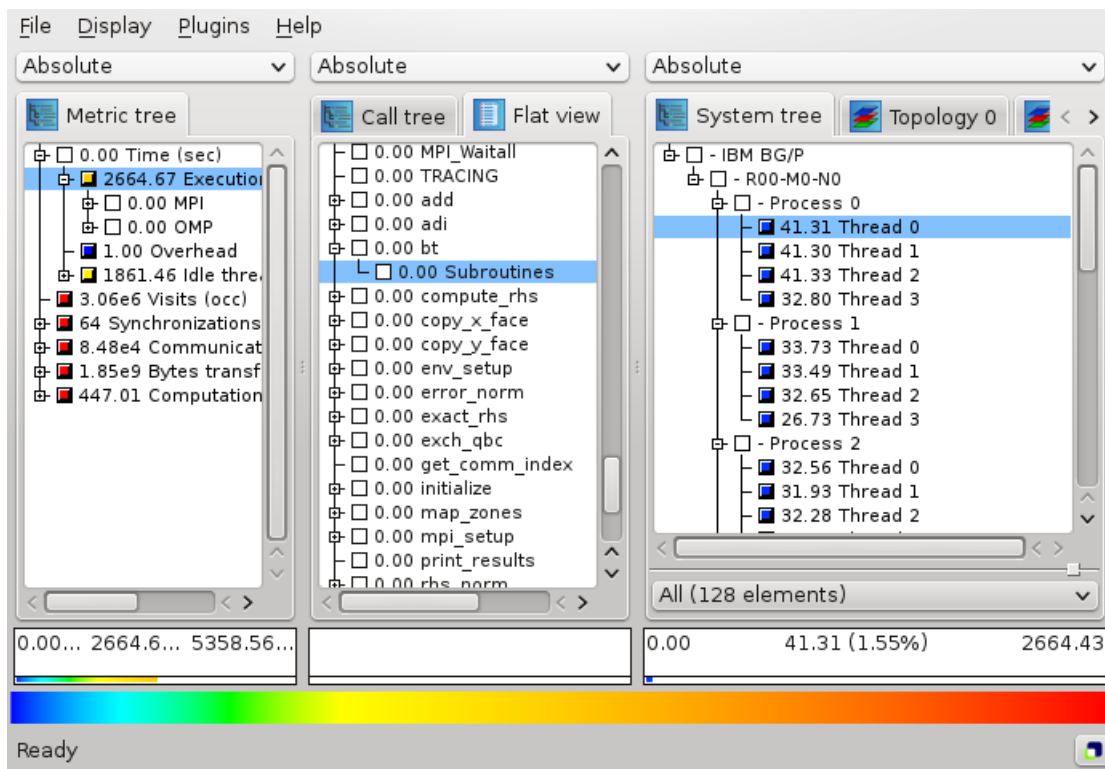 File Display Plugins Help
Absolute Absolute Absolute
Metric tree
0.00 Time (sec)
2664.67 Execution
0.00 MPI
0.00 OMP
1.00 Overhead
1861.46 Idle thre
3.06e6 Visits (occ)
64 Synchronizations
8.48e4 Communicat
1.85e9 Bytes transf
447.01 Computation
0.00... 2664.6... 5358.56...
Call tree Flat view
0.00 MPI_Waitall
0.00 TRACING
0.00 add
0.00 adi
0.00 bt
0.00 Subroutines
0.00 compute_rhs
0.00 copy_x_face
0.00 copy_y_face
0.00 env_setup
0.00 error_norm
0.00 exact_rhs
0.00 exch_qbc
0.00 get_comm_index
0.00 initialize
0.00 map_zones
0.00 mpi_setup
0.00 print_results
0.00 rhs_norm
System tree Topology 0
- IBM BG/P
- R00-M0-N0
- Process 0
41.31 Thread 0
41.30 Thread 1
41.33 Thread 2
32.80 Thread 3
- Process 1
33.73 Thread 0
33.49 Thread 1
32.65 Thread 2
26.73 Thread 3
- Process 2
32.56 Thread 0
31.93 Thread 1
32.28 Thread 2
All (128 elements)
0.00 41.31 (1.55%) 2664.43
Ready